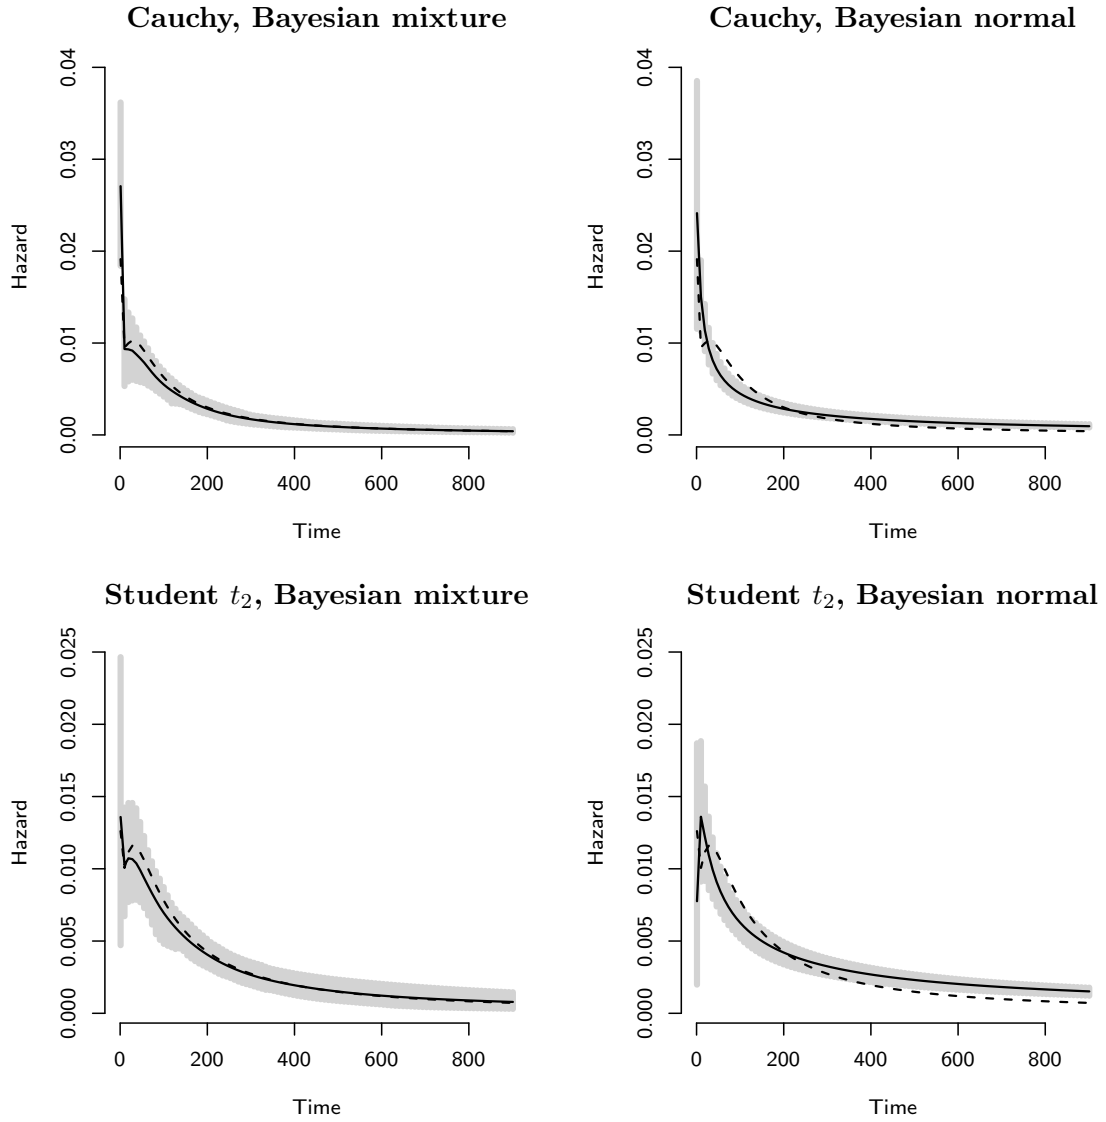 Cauchy, Bayesian mixture
Hazard
0.00 0.01 0.02 0.03 0.04
0 200 400 600 800
Time
Cauchy, Bayesian normal
Hazard
0.00 0.01 0.02 0.03 0.04
0 200 400 600 800
Time
Student t₂, Bayesian mixture
Hazard
0.000 0.005 0.010 0.015 0.020 0.025
0 200 400 600 800
Time
Student t₂, Bayesian normal
Hazard
0.000 0.005 0.010 0.015 0.020 0.025
0 200 400 600 800
Time